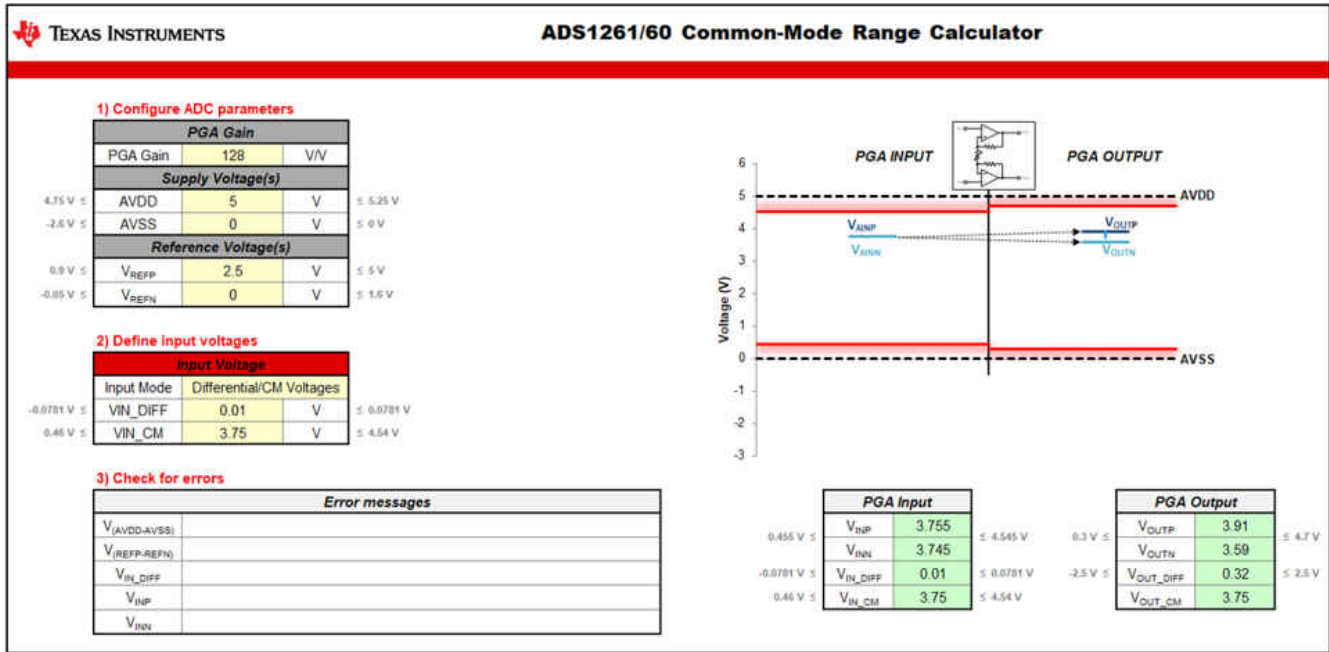 TEXAS INSTRUMENTS
ADS1261/60 Common-Mode Range Calculator
1) Configure ADC parameters
PGA Gain
PGA Gain 128 V/V
Supply Voltage(s)
4.75 V ≤ AVDD 5 V ≤ 5.25 V
-2.6 V ≤ AVSS 0 V ≤ 0 V
Reference Voltage(s)
0.9 V ≤ VREFP 2.5 V ≤ 5 V
-0.05 V ≤ VREFN 0 V ≤ 1.6 V
2) Define input voltages
Input Voltage
Input Mode Differential/CM Voltages
-0.0781 V ≤ VIN_DIFF 0.01 V ≤ 0.0781 V
0.46 V ≤ VIN_CM 3.75 V ≤ 4.54 V
3) Check for errors
Error messages
V(AVDD-AVSS)
V(REFP-REFN)
VIN_DIFF
VINP
VINN
PGA INPUT
PGA OUTPUT
Voltage (V)
6
5
4
3
2
1
0
-1
-2
-3
AVDD
VAINP
VAINN
VOUTP
VOUTN
AVSS
PGA Input
0.455 V ≤ VINP 3.755 ≤ 4.545 V
VINN 3.745
-0.0781 V ≤ VIN_DIFF 0.01 ≤ 0.0781 V
0.46 V ≤ VIN_CM 3.75 ≤ 4.54 V
PGA Output
0.3 V ≤ VOUTP 3.91 ≤ 4.7 V
VOUTN 3.59
-2.5 V ≤ VOUT_DIFF 0.32 ≤ 2.5 V
VOUT_CM 3.75